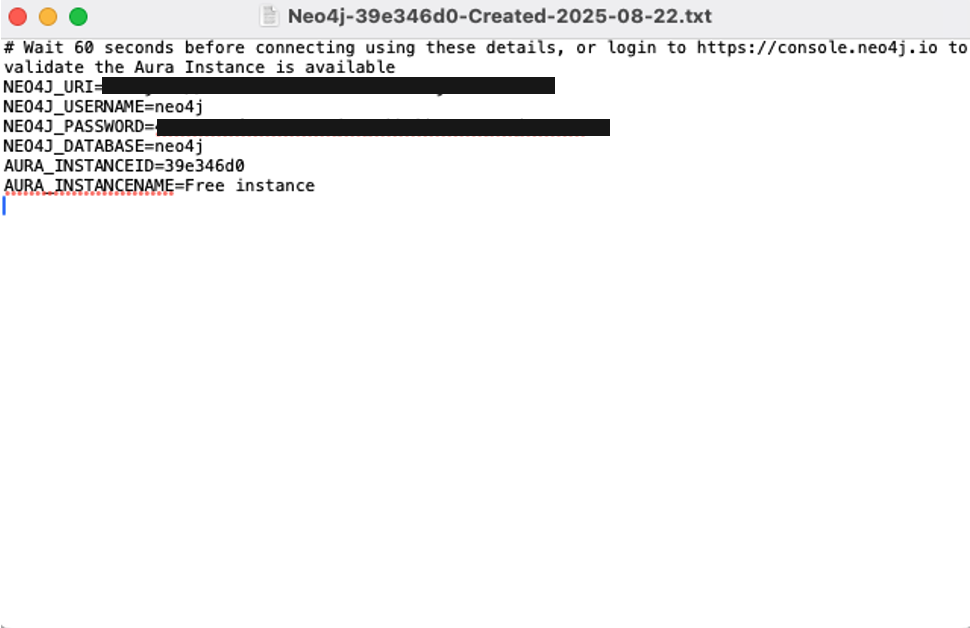 Neo4j-39e346d0-Created-2025-08-22.txt
# Wait 60 seconds before connecting using these details, or login to https://console.neo4j.io to
validate the Aura Instance is available
NEO4J_URI=
NEO4J_USERNAME=neo4j
NEO4J_PASSWORD=
NEO4J_DATABASE=neo4j
AURA_INSTANCEID=39e346d0
AURA_INSTANCENAME=Free instance